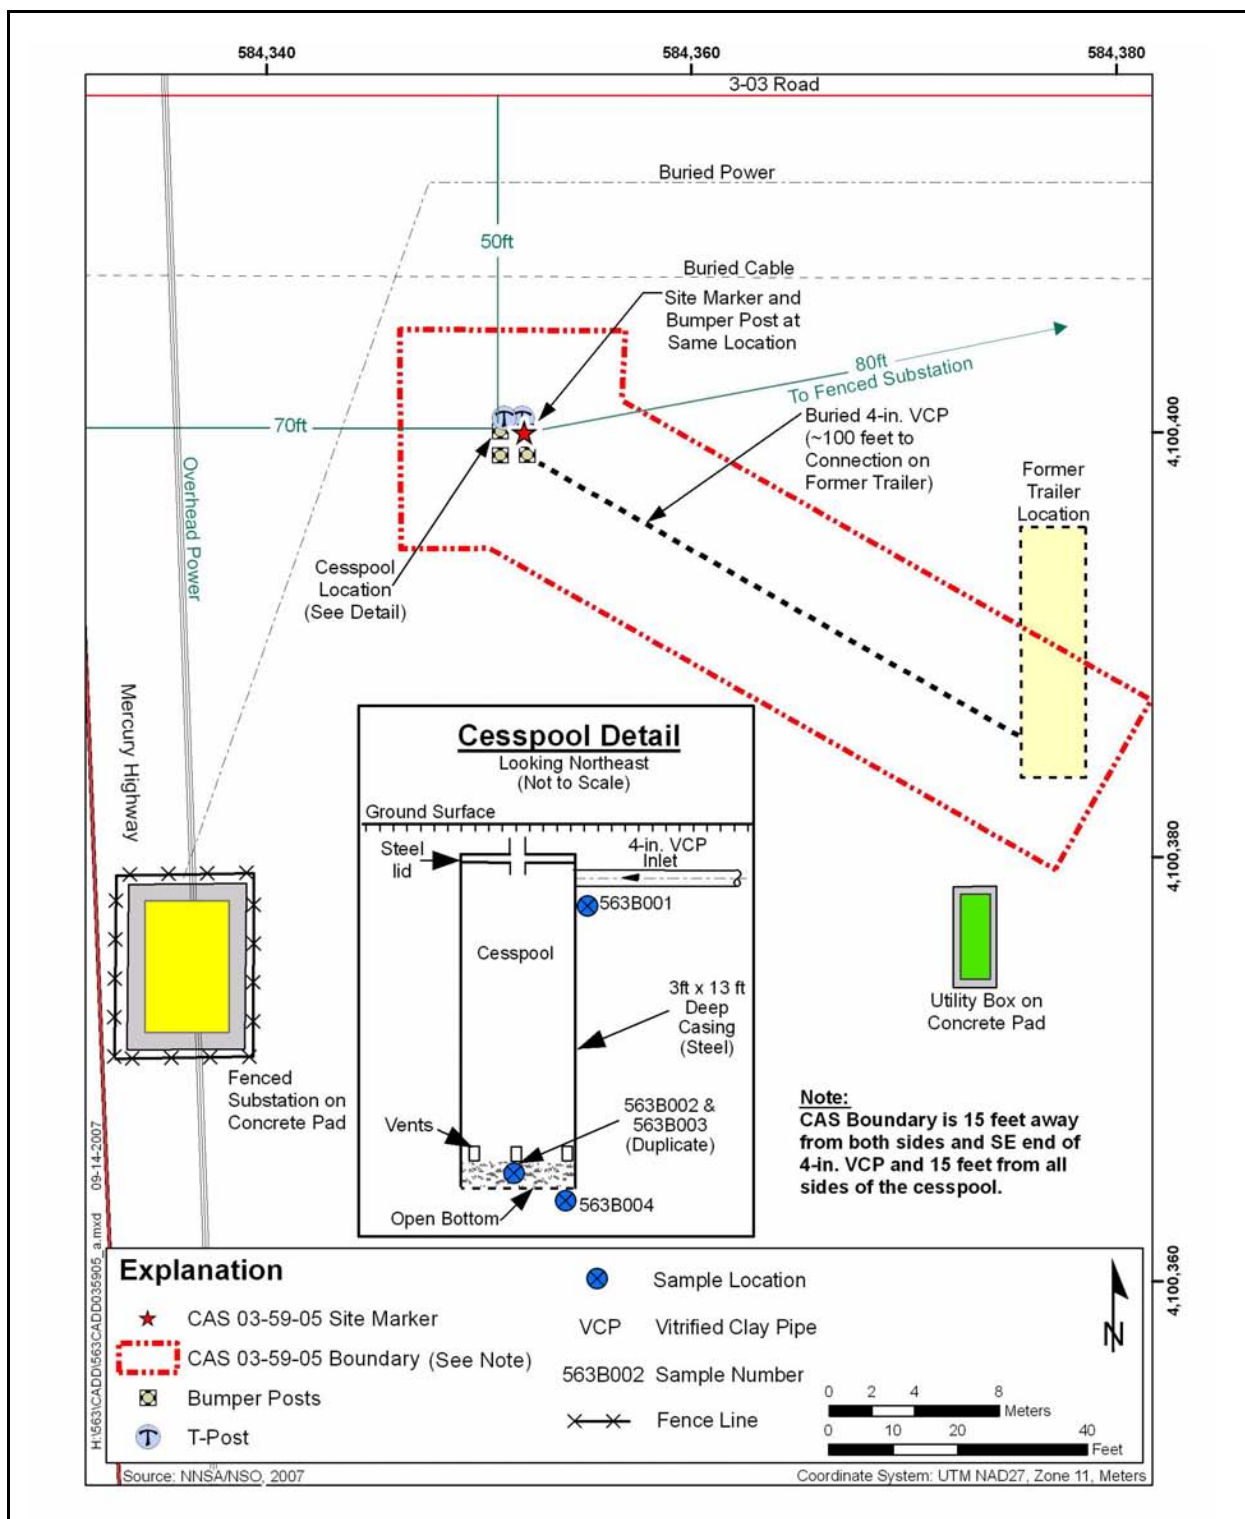 584,340
584,360
584,380
3-03 Road
Buried Power
50ft
Buried Cable
Site Marker and
Bumper Post at
Same Location
80ft
To Fenced Substation
70ft
4,100,400
Buried 4-in. VCP
(~100 feet to
Connection on
Former Trailer)
Former
Trailer
Location
Overhead Power
Cesspool
Location
(See Detail)
Mercury Highway
Cesspool Detail
Looking Northeast
(Not to Scale)
Ground Surface
Steel
lid
4-in. VCP
Inlet
563B001
Cesspool
3ft x 13 ft
Deep
Casing
(Steel)
563B002 &
563B003
(Duplicate)
Vents
563B004
Open Bottom
4,100,380
Utility Box on
Concrete Pad
Fenced
Substation on
Concrete Pad
Note:
CAS Boundary is 15 feet away
from both sides and SE end of
4-in. VCP and 15 feet from all
sides of the cesspool.
4,100,360
H:\563\CADD\563CADD035905_a.mxd 09-14-2007
Explanation
CAS 03-59-05 Site Marker
CAS 03-59-05 Boundary (See Note)
Bumper Posts
T-Post
Sample Location
VCP Vitrified Clay Pipe
563B002 Sample Number
Fence Line
N
0 2 4 8
Meters
0 10 20 40
Feet
Source: NNSA/NSO, 2007
Coordinate System: UTM NAD27, Zone 11, Meters